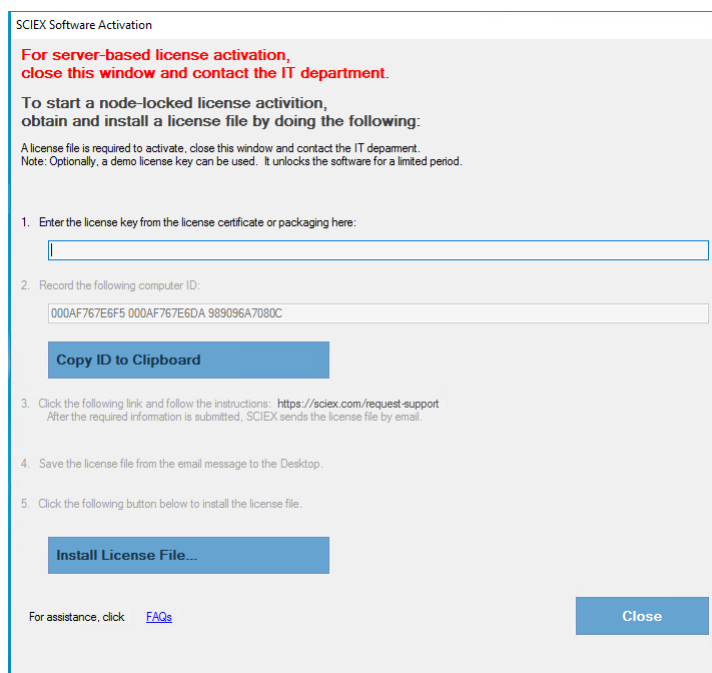 SCIEX Software Activation
For server-based license activation,
close this window and contact the IT department.
To start a node-locked license activition,
obtain and install a license file by doing the following:
A license file is required to activate, close this window and contact the IT deparment.
Note: Optionally, a demo license key can be used. It unlocks the software for a limited period.
1. Enter the license key from the license certificate or packaging here:
2. Record the following computer ID:
000AF767E6F5 000AF767E6DA 989096A7080C
Copy ID to Clipboard
3. Click the following link and follow the instructions: https://sciex.com/request-support
After the required information is submitted, SCIEX sends the license file by email.
4. Save the license file from the email message to the Desktop.
5. Click the following button below to install the license file.
Install License File...
For assistance, click FAQs
Close